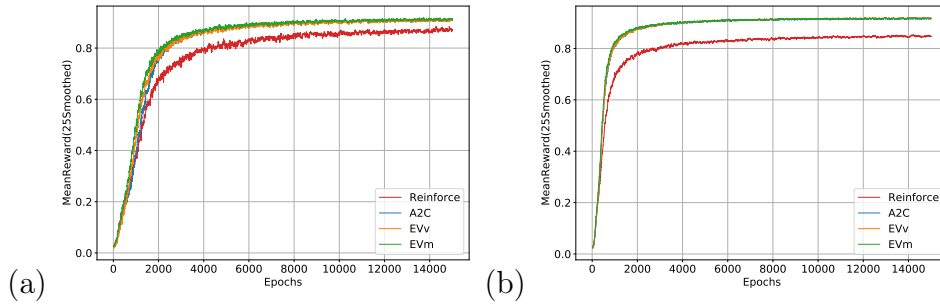 (a)
MeanReward(25Smoothed)
0.8
0.6
0.4
0.2
0.0
0 2000 4000 6000 8000 10000 12000 14000
Epochs
Reinforce
A2C
EVv
EVm
(b)
MeanReward(25Smoothed)
0.8
0.6
0.4
0.2
0.0
0 2000 4000 6000 8000 10000 12000 14000
Epochs
Reinforce
A2C
EVv
EVm